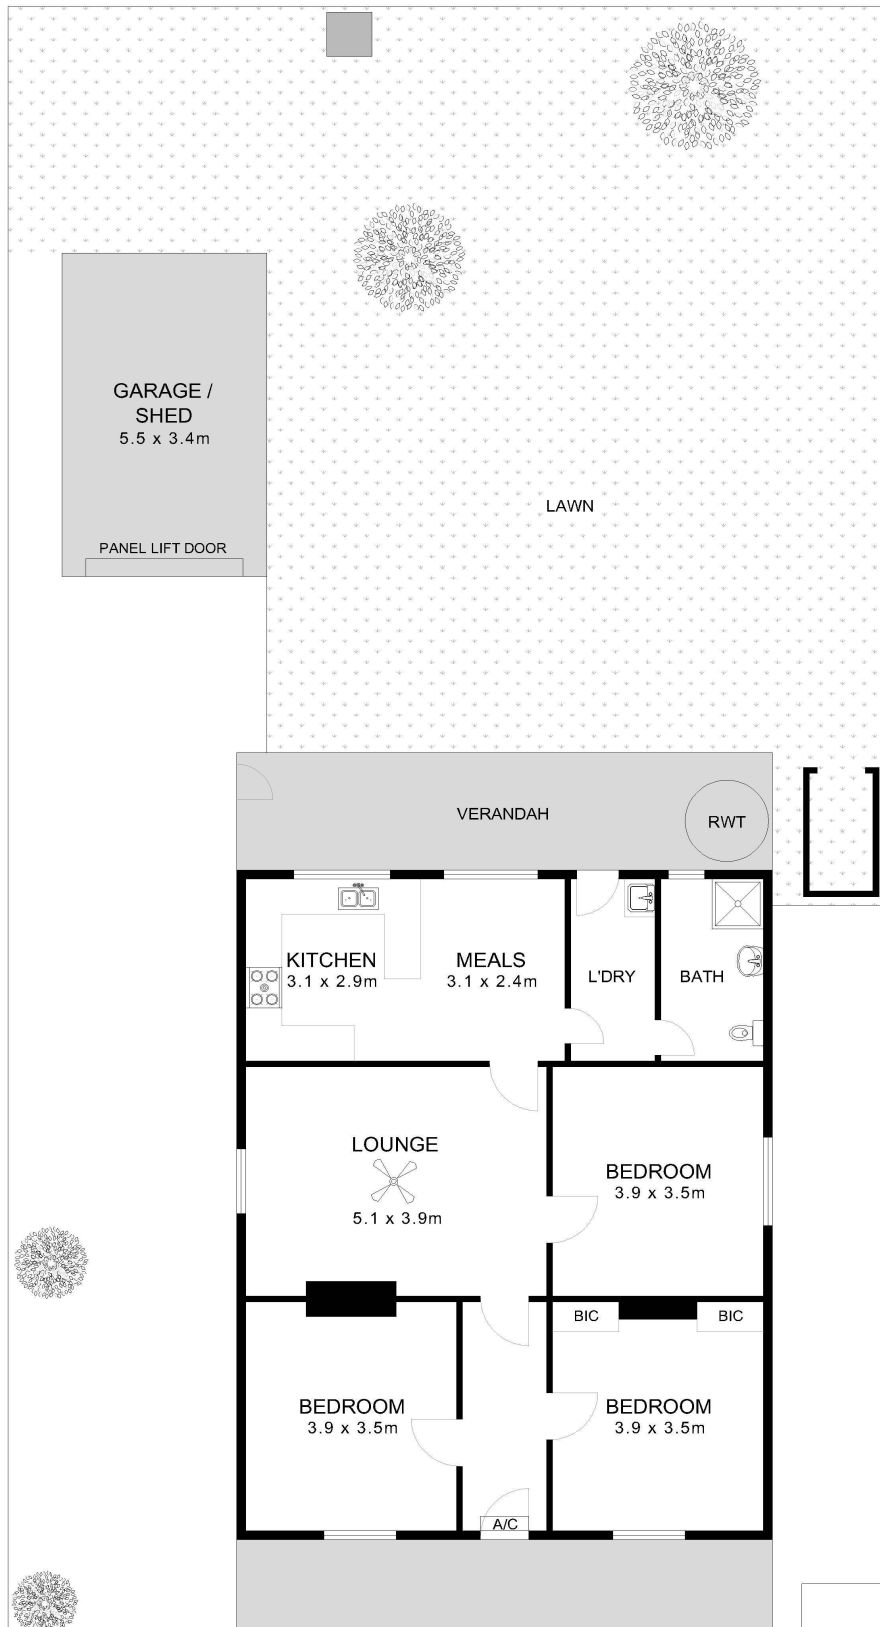 GARAGE /
SHED
5.5 x 3.4m
PANEL LIFT DOOR
LAWN
VERANDAH
RWT
KITCHEN
3.1 x 2.9m
MEALS
3.1 x 2.4m
L'DRY
BATH
LOUNGE
5.1 x 3.9m
BEDROOM
3.9 x 3.5m
BIC
BIC
BEDROOM
3.9 x 3.5m
BEDROOM
3.9 x 3.5m
A/C